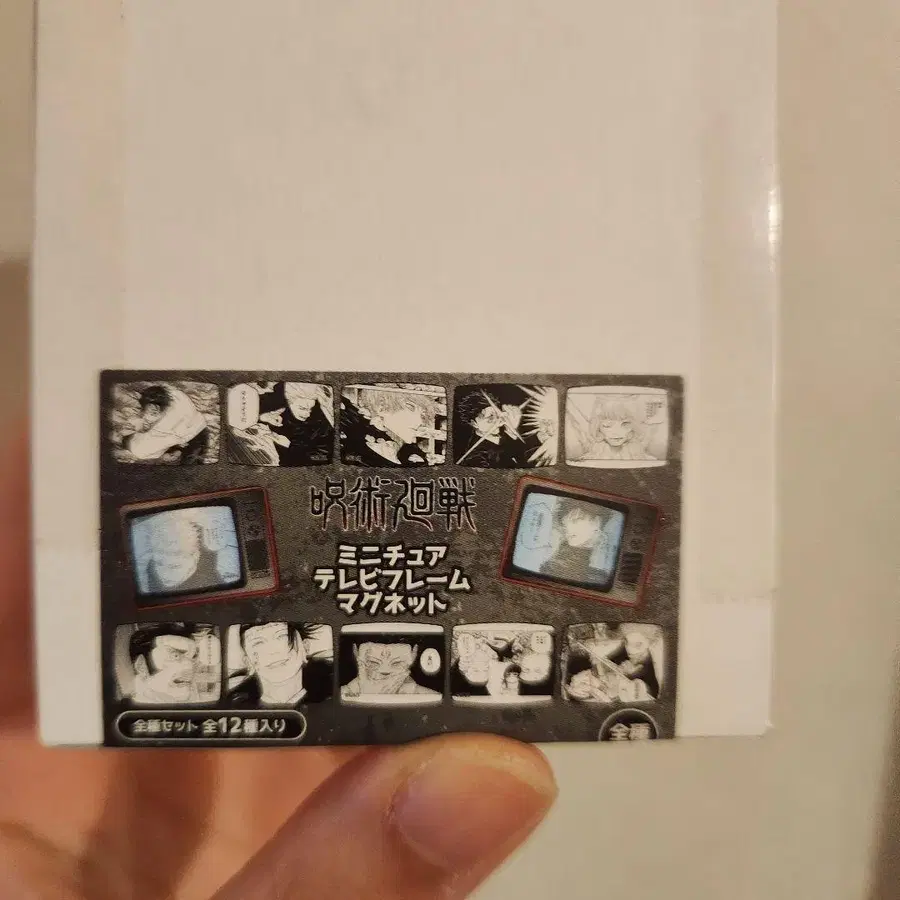 呪術廻戦
ミニチュア
テレビフレーム
マグネット
全種セット 全12種入り
全種